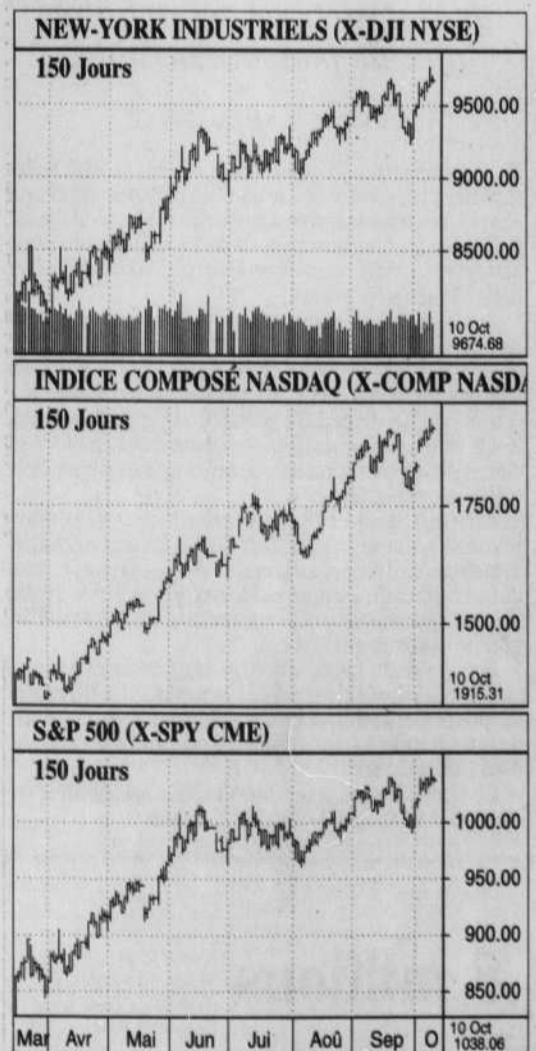 NEW-YORK INDUSTRIELS (X-DJI NYSE)
150 Jours
9500.00
9000.00
8500.00
10 Oct
9674.68
INDICE COMPOSÉ NASDAQ (X-COMP NASDA
150 Jours
1750.00
1500.00
10 Oct
1915.31
S&P 500 (X-SPY CME)
150 Jours
1000.00
950.00
900.00
850.00
Mar Avr Mai Jun Jui Aoû Sep O
10 Oct
1038.06